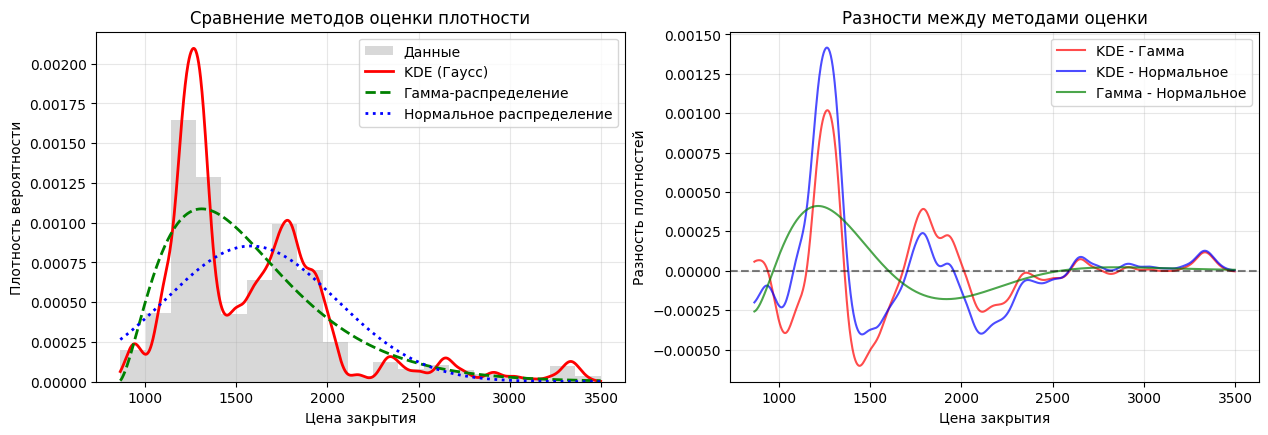 Сравнение методов оценки плотности
Плотность вероятности
0.00200
0.00175
0.00150
0.00125
0.00100
0.00075
0.00050
0.00025
0.00000
Данные
KDE (Гаусс)
Гамма-распределение
Нормальное распределение
1000 1500 2000 2500 3000 3500
Цена закрытия
Разности между методами оценки
Разность плотностей
0.00150
0.00125
0.00100
0.00075
0.00050
0.00025
0.00000
−0.00025
−0.00050
KDE - Гамма
KDE - Нормальное
Гамма - Нормальное
1000 1500 2000 2500 3000 3500
Цена закрытия